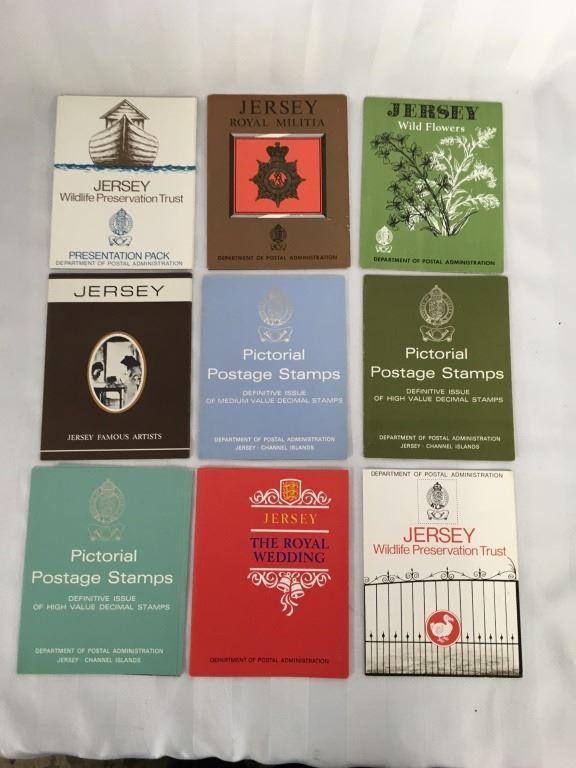 JERSEY
Wildlife Preservation Trust
PRESENTATION PACK
DEPARTMENT OF POSTAL ADMINISTRATION
JERSEY
ROYAL MILITIA
DEPARTMENT OF POSTAL ADMINISTRATION
JERSEY
Wild Flowers
DEPARTMENT OF POSTAL ADMINISTRATION
JERSEY
JERSEY FAMOUS ARTISTS
Pictorial
Postage Stamps
DEFINITIVE ISSUE
OF MEDIUM VALUE DECIMAL STAMPS
DEPARTMENT OF POSTAL ADMINISTRATION
JERSEY · CHANNEL ISLANDS
Pictorial
Postage Stamps
DEFINITIVE ISSUE
OF HIGH VALUE DECIMAL STAMPS
DEPARTMENT OF POSTAL ADMINISTRATION
JERSEY · CHANNEL ISLANDS
Pictorial
Postage Stamps
DEFINITIVE ISSUE
OF HIGH VALUE DECIMAL STAMPS
DEPARTMENT OF POSTAL ADMINISTRATION
JERSEY · CHANNEL ISLANDS
JERSEY
THE ROYAL
WEDDING
DEPARTMENT OF POSTAL ADMINISTRATION
DEPARTMENT OF POSTAL ADMINISTRATION
JERSEY
Wildlife Preservation Trust